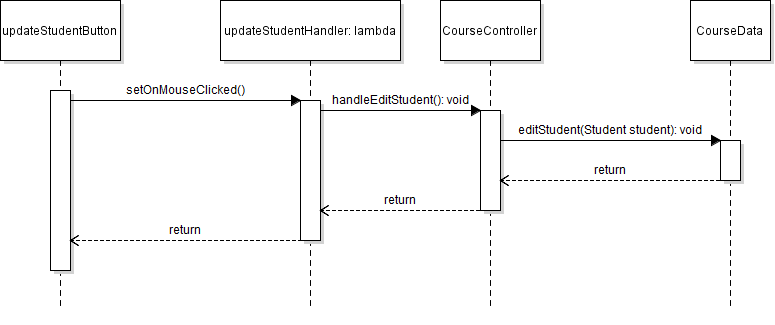 updateStudentButton
updateStudentHandler: lambda
CourseController
CourseData
setOnMouseClicked()
handleEditStudent(): void
editStudent(Student student): void
return
return
return